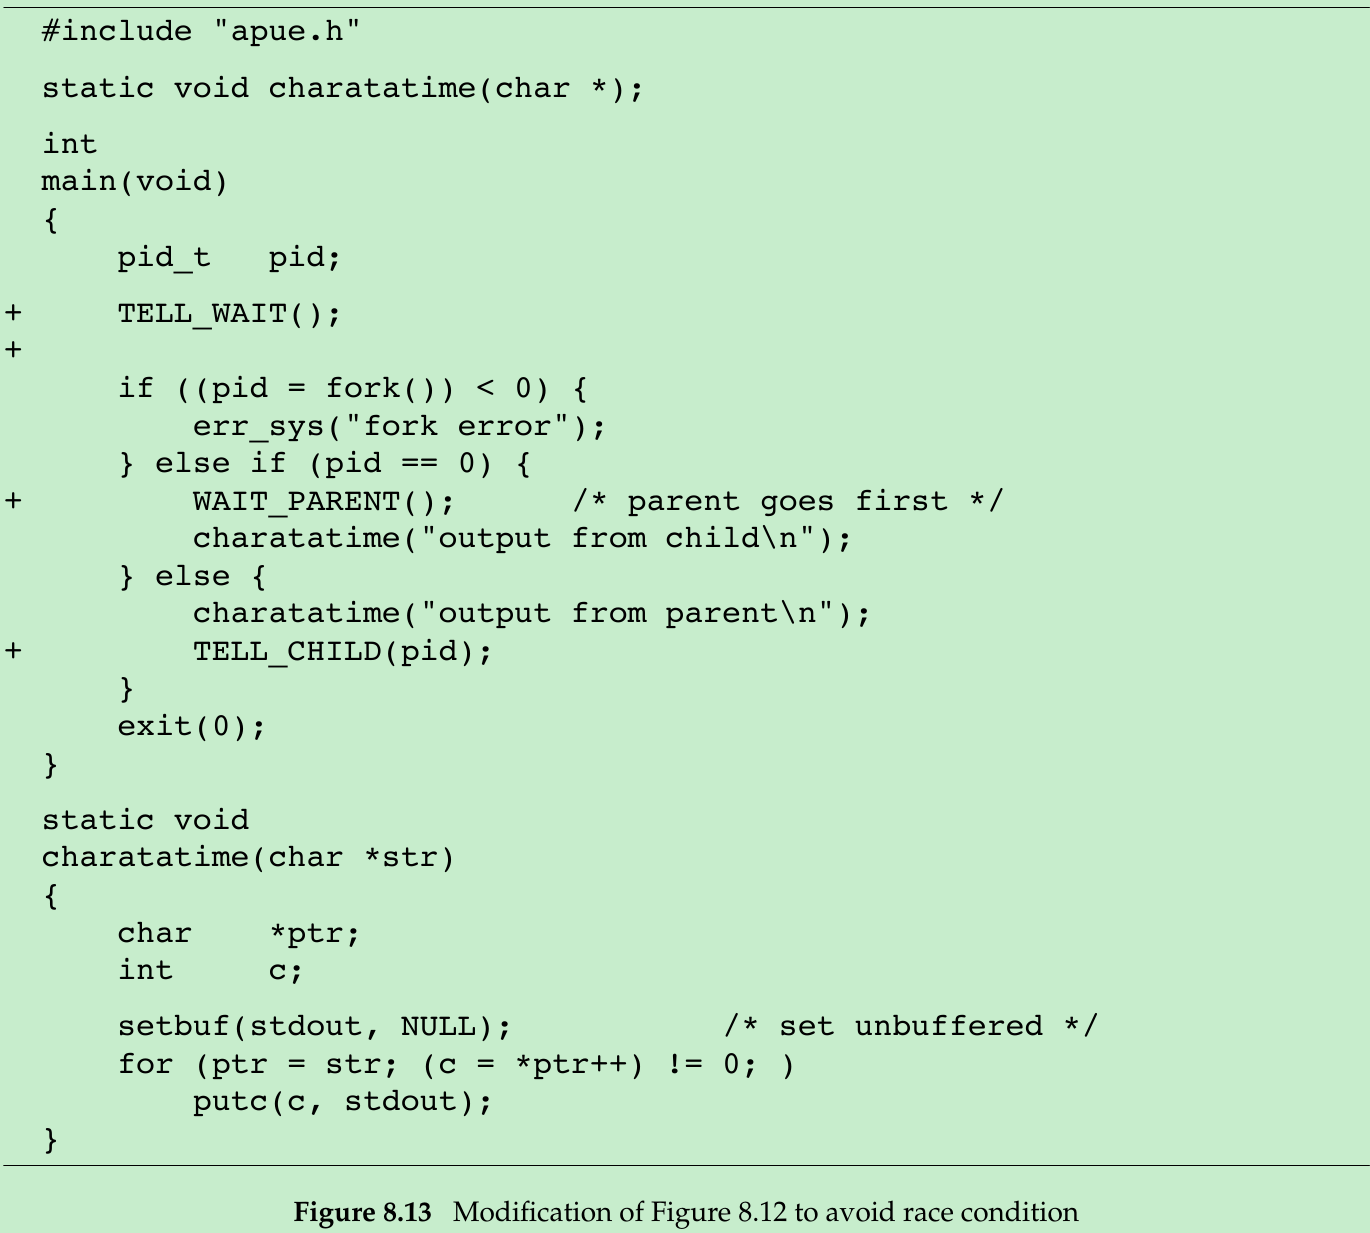 #include "apue.h"
static void charatatime(char *);
int
main(void)
{
    pid_t   pid;
+     TELL_WAIT();
+
    if ((pid = fork()) < 0) {
        err_sys("fork error");
    } else if (pid == 0) {
+         WAIT_PARENT();      /* parent goes first */
        charatatime("output from child\n");
    } else {
        charatatime("output from parent\n");
+         TELL_CHILD(pid);
    }
    exit(0);
}
static void
charatatime(char *str)
{
    char    *ptr;
    int     c;
    setbuf(stdout, NULL);           /* set unbuffered */
    for (ptr = str; (c = *ptr++) != 0; )
        putc(c, stdout);
}
Figure 8.13   Modification of Figure 8.12 to avoid race condition